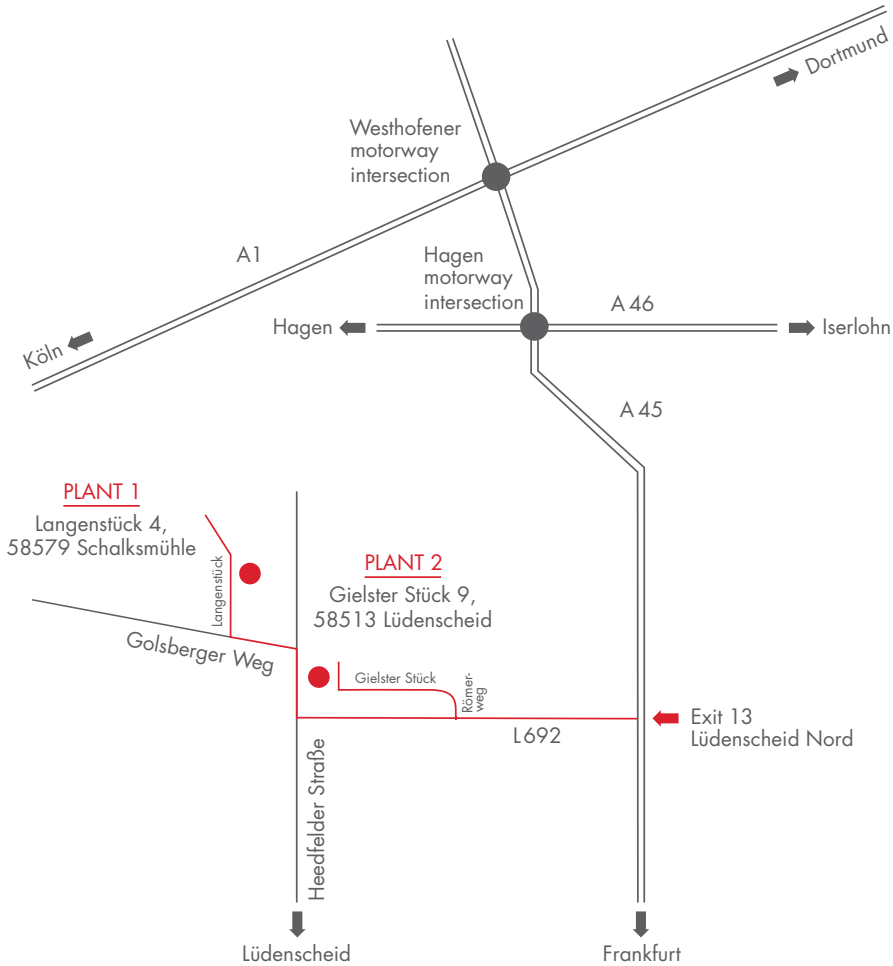 Dortmund
Westhofener
motorway
intersection
A1
Hagen
motorway
intersection
A 46
Hagen
Iserlohn
Köln
A 45
PLANT 1
Langenstück 4,
58579 Schalksmühle
PLANT 2
Gielster Stück 9,
58513 Lüdenscheid
Langenstück
Golsberger Weg
Gielster Stück
Römer-
weg
Exit 13
Lüdenscheid Nord
L692
Heedfelder Straße
Lüdenscheid
Frankfurt